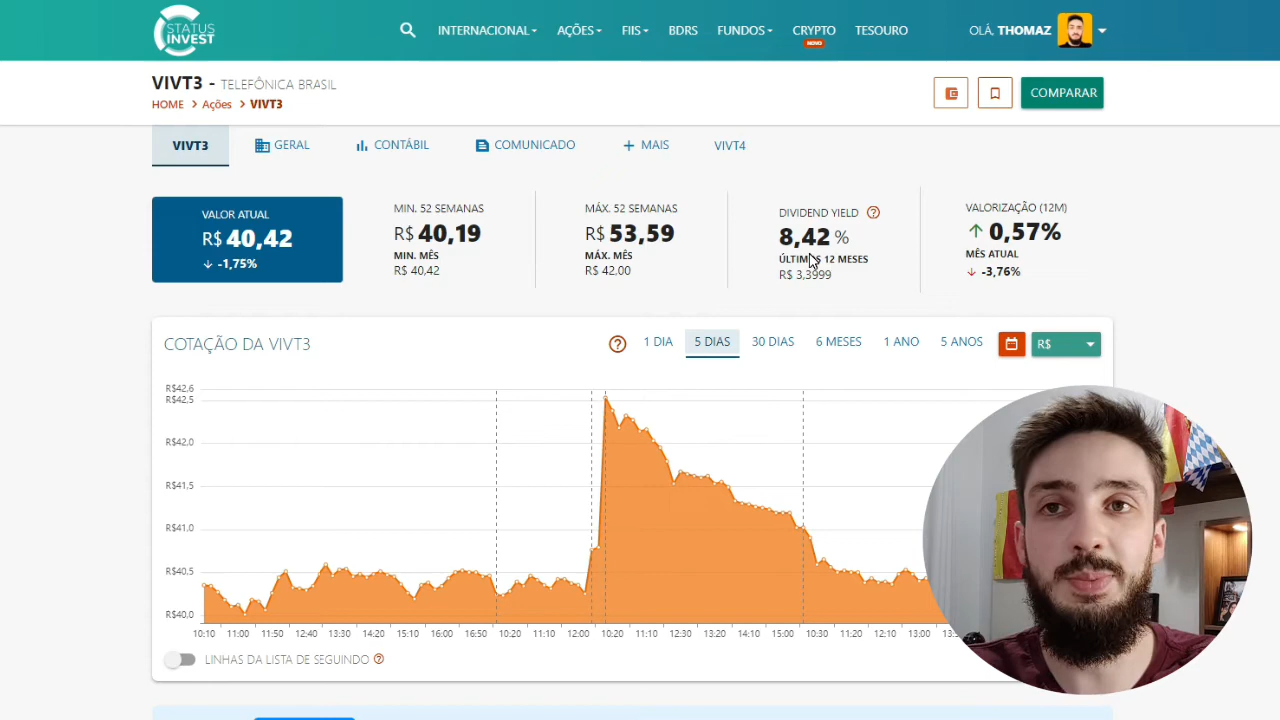 STATUS
INVEST
INTERNACIONAL
AÇÕES
FIIS
BDRS
FUNDOS
CRYPTO
NOVO
TESOURO
OLÁ, THOMAZ
VIVT3 - TELEFÔNICA BRASIL
HOME > Ações > VIVT3
COMPARAR
VIVT3
GERAL
CONTÁBIL
COMUNICADO
MAIS
VIVT4
VALOR ATUAL
R$ 40,42
-1,75%
MIN. 52 SEMANAS
R$ 40,19
MIN. MÊS
R$ 40,42
MÁX. 52 SEMANAS
R$ 53,59
MÁX. MÊS
R$ 42,00
DIVIDEND YIELD ?
8,42 %
ÚLTIMOS 12 MESES
R$ 3,3999
VALORIZAÇÃO (12M)
0,57%
MÊS ATUAL
-3,76%
COTAÇÃO DA VIVT3
?
1 DIA
5 DIAS
30 DIAS
6 MESES
1 ANO
5 ANOS
R$
R$42.6
R$42.5
R$42.0
R$41.5
R$41.0
R$40.5
R$40.0
10:10 11:00 11:50 12:40 13:30 14:20 15:10 16:00 16:50 10:20 11:10 12:00 10:20 11:10 12:30 13:20 14:10 15:00 10:30 11:20 12:10 13:00
LINHAS DA LISTA DE SEGUINDO ?